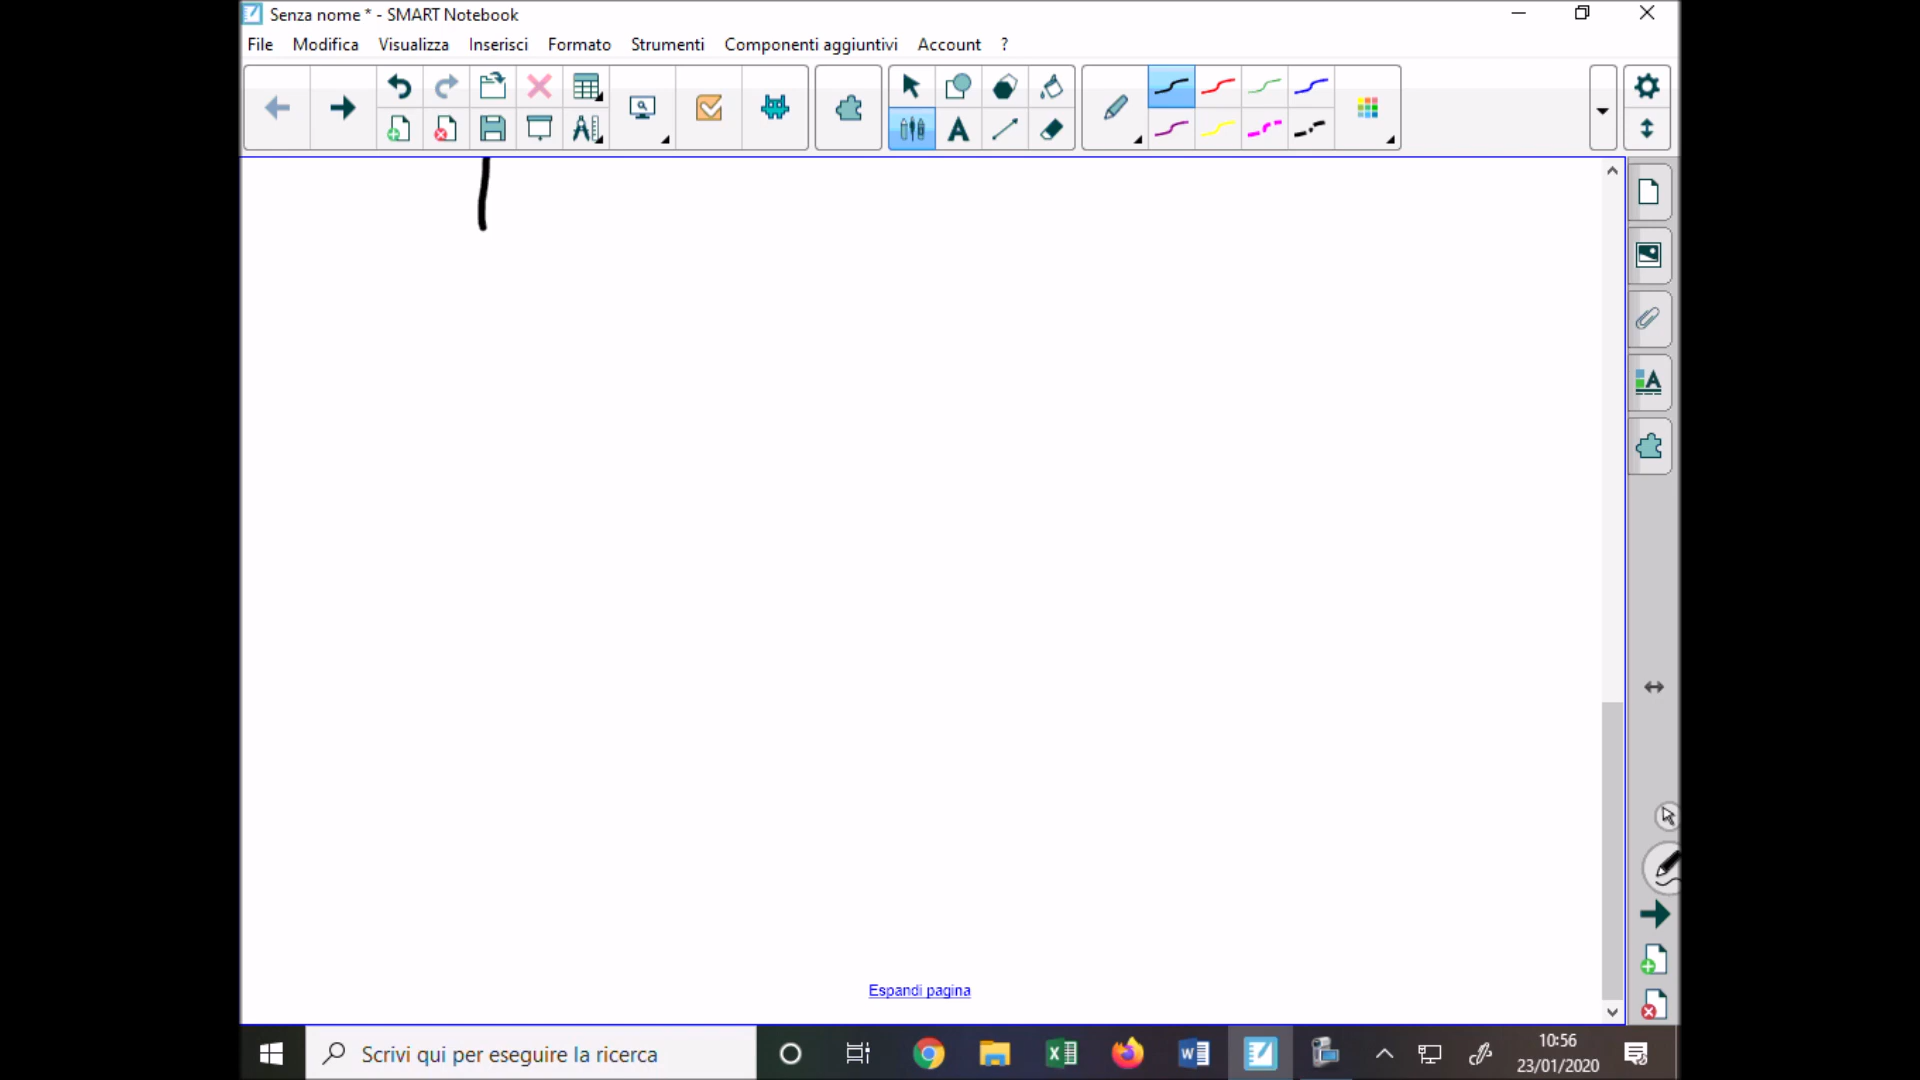 Senza nome * - SMART Notebook
File Modifica Visualizza Inserisci Formato Strumenti Componenti aggiuntivi Account ?
Espandi pagina
Scrivi qui per eseguire la ricerca
10:56
23/01/2020